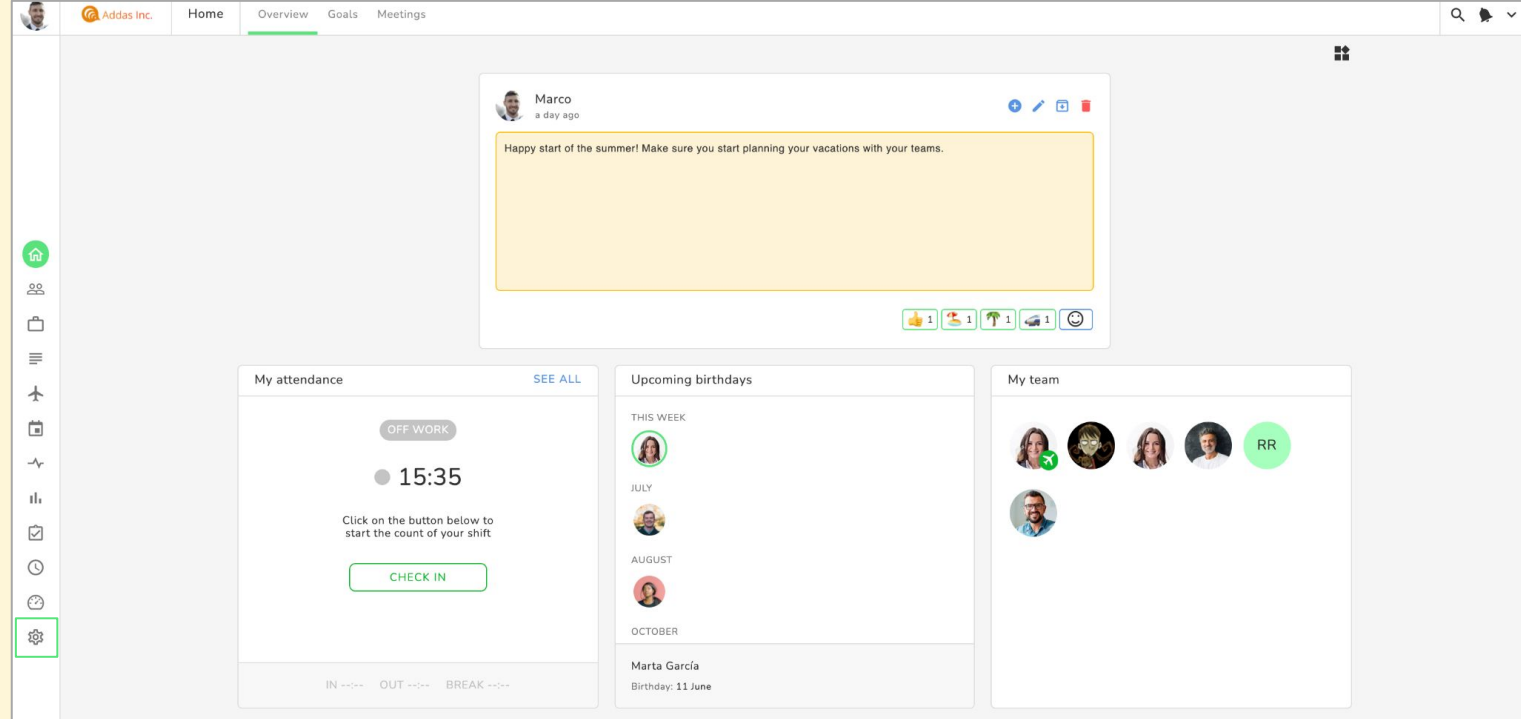 Addas Inc.
Home
Overview Goals Meetings
Marco
a day ago
Happy start of the summer! Make sure you start planning your vacations with your teams.
1 1 1 1
My attendance
SEE ALL
OFF WORK
15:35
Click on the button below to
start the count of your shift
CHECK IN
IN --:-- OUT --:-- BREAK --:--
Upcoming birthdays
THIS WEEK
JULY
AUGUST
OCTOBER
Marta García
Birthday: 11 June
My team
RR